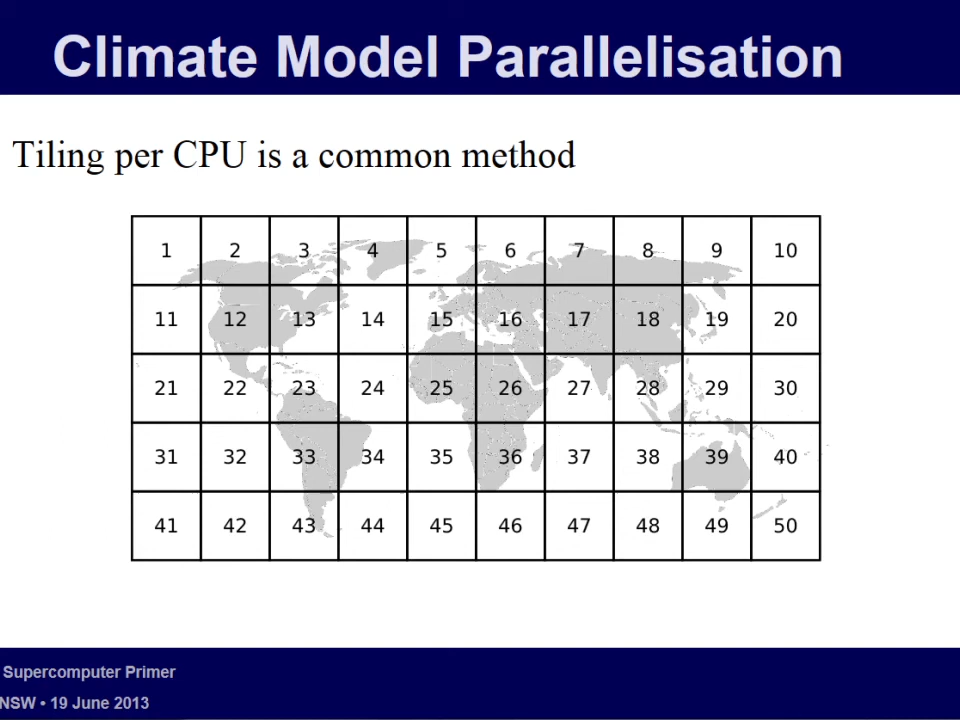 Climate Model Parallelisation
Tiling per CPU is a common method
1 2 3 4 5 6 7 8 9 10
11 12 13 14 15 16 17 18 19 20
21 22 23 24 25 26 27 28 29 30
31 32 33 34 35 36 37 38 39 40
41 42 43 44 45 46 47 48 49 50
Supercomputer Primer
NSW • 19 June 2013